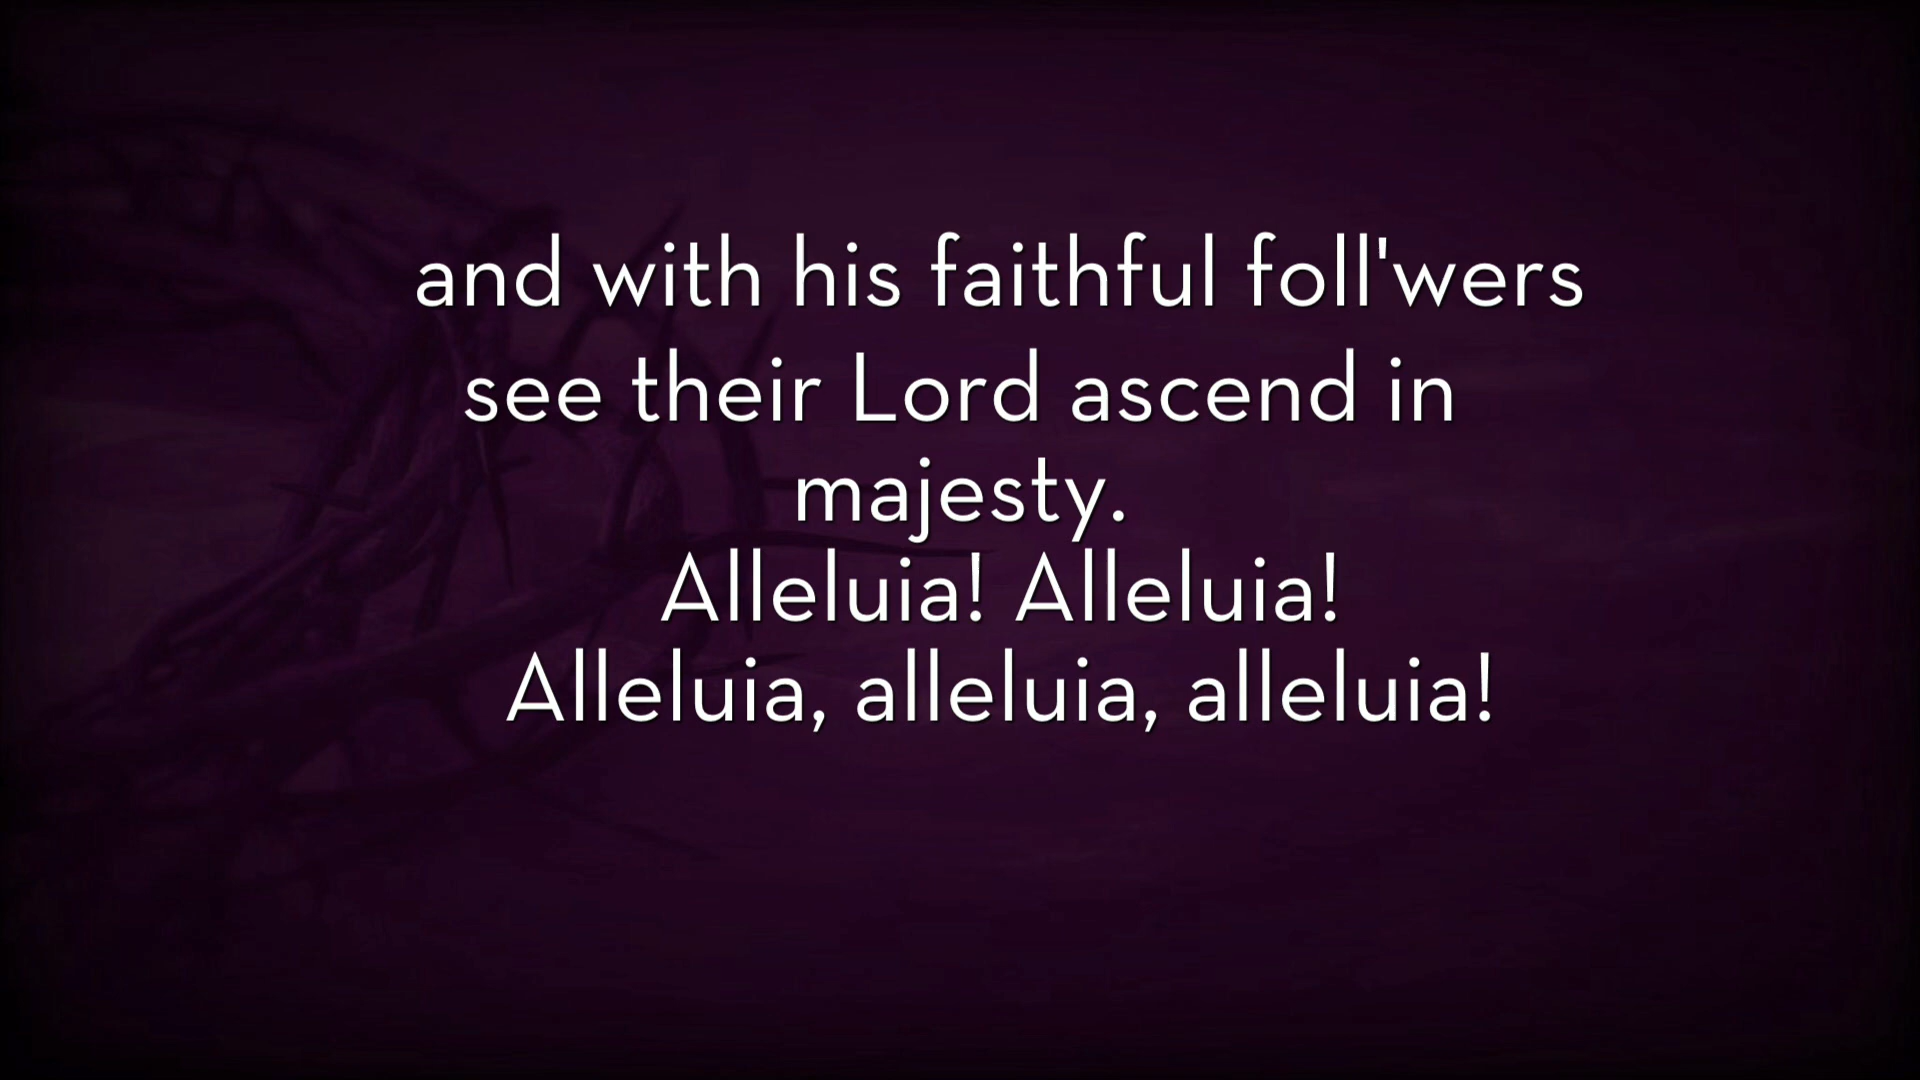 and with his faithful foll'wers
see their Lord ascend in
majesty.
Alleluia! Alleluia!
Alleluia, alleluia, alleluia!